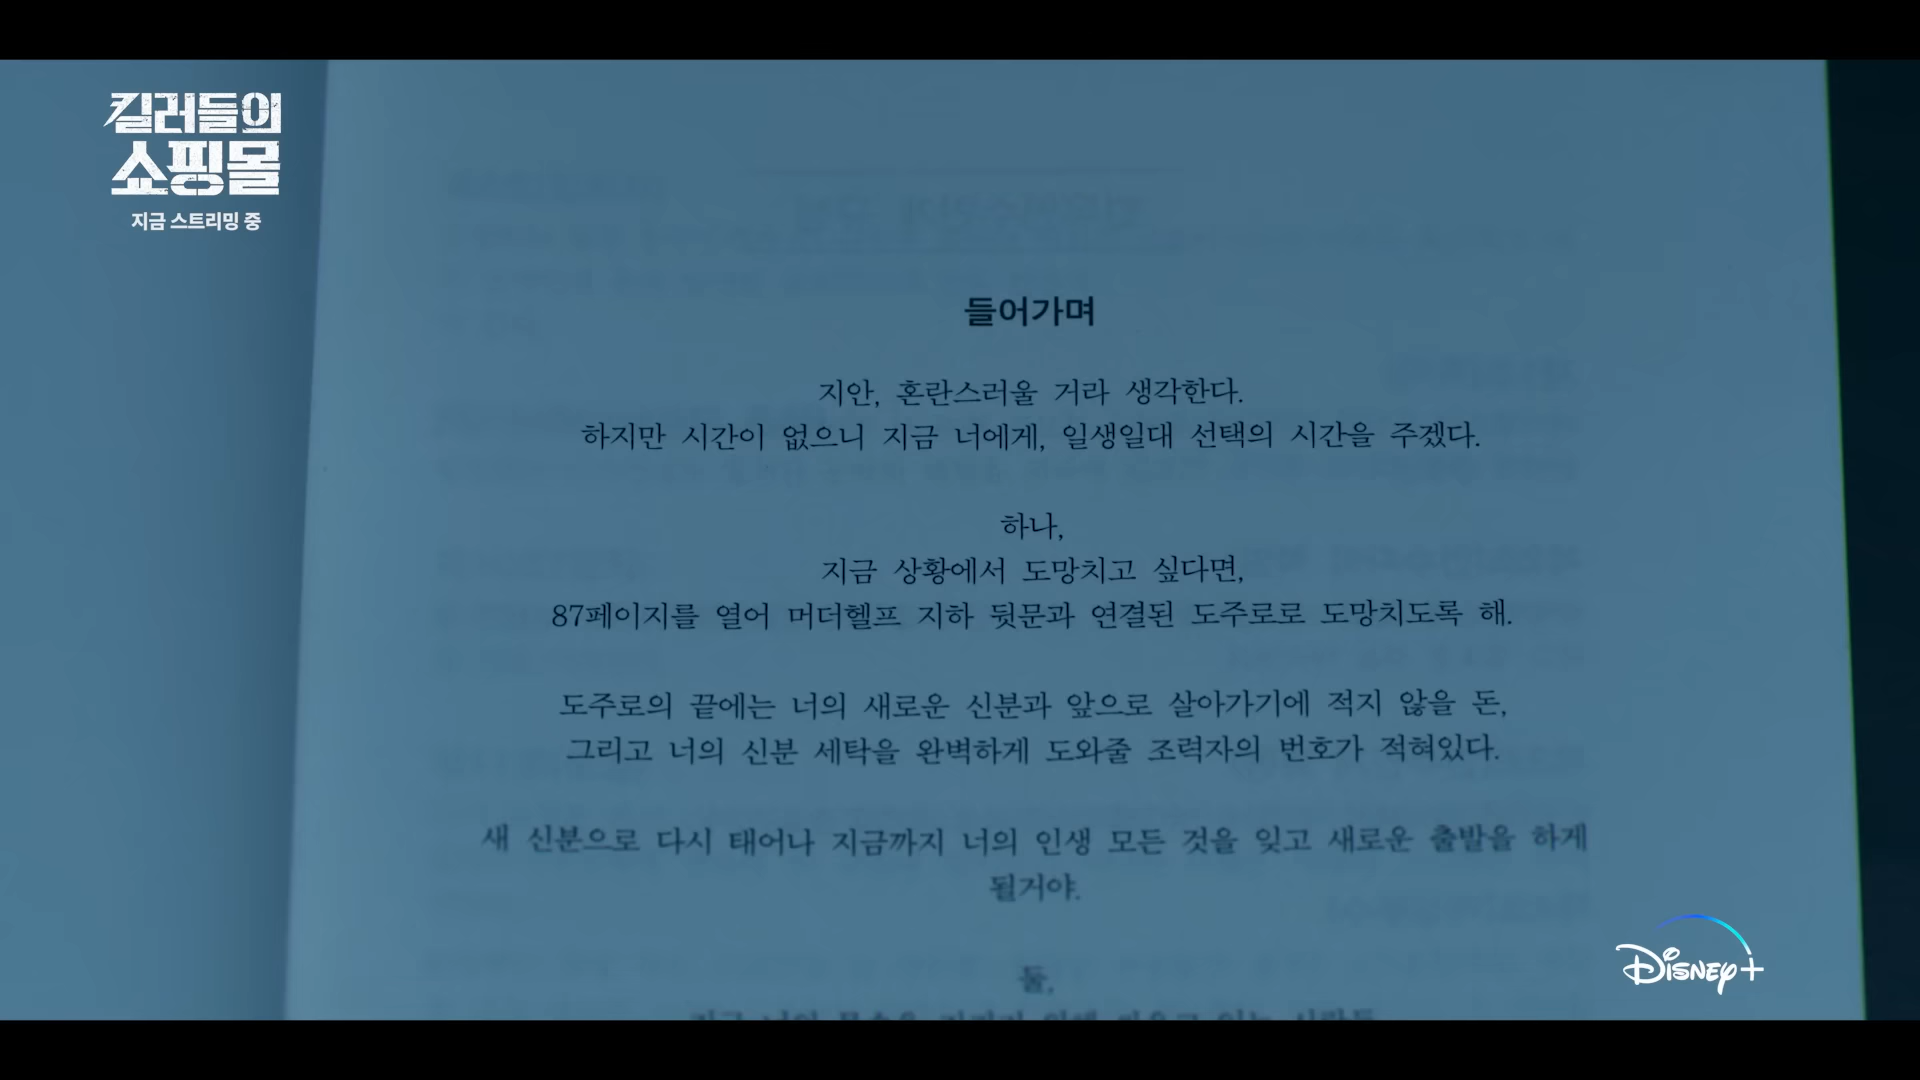 킬러들의
쇼핑몰
지금 스트리밍 중
들어가며
지안, 혼란스러울 거라 생각한다.
하지만 시간이 없으니 지금 너에게, 일생일대 선택의 시간을 주겠다.
하나,
지금 상황에서 도망치고 싶다면,
87페이지를 열어 머더헬프 지하 뒷문과 연결된 도주로로 도망치도록 해.
도주로의 끝에는 너의 새로운 신분과 앞으로 살아가기에 적지 않을 돈,
그리고 너의 신분 세탁을 완벽하게 도와줄 조력자의 번호가 적혀있다.
새 신분으로 다시 태어나 지금까지 너의 인생 모든 것을 잊고 새로운 출발을 하게
될거야.
둘,
Disney+